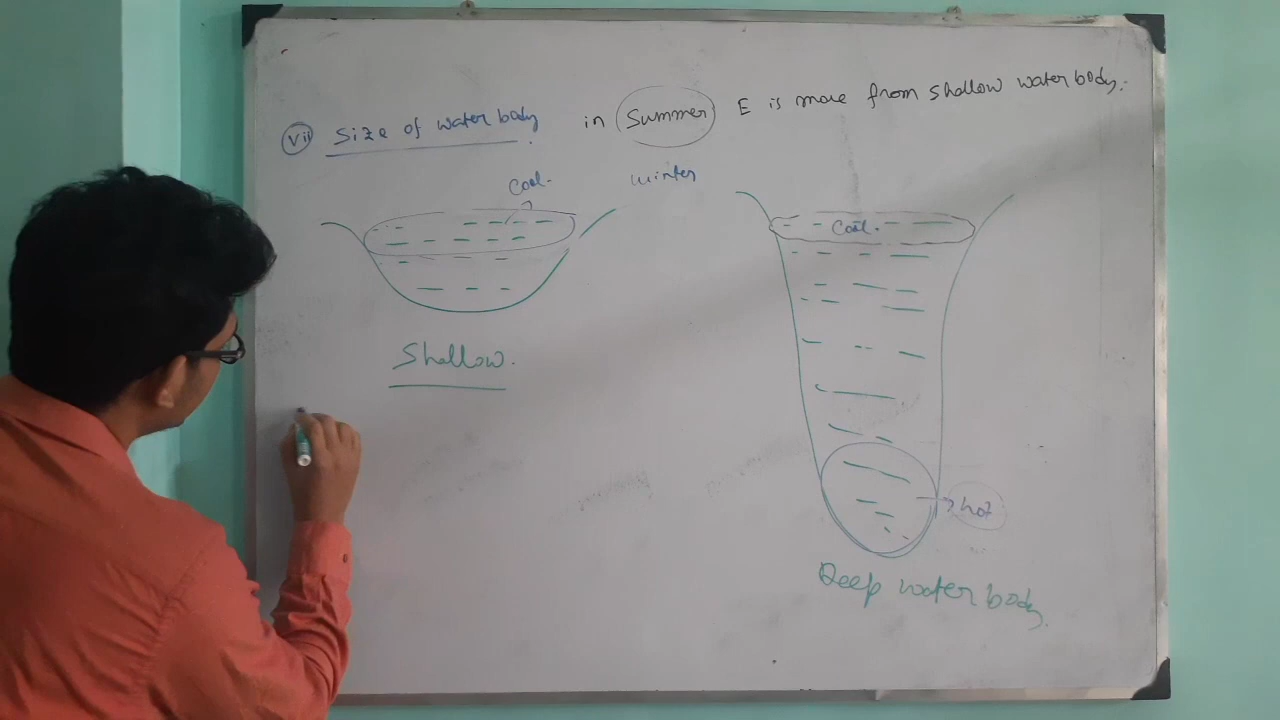 (vii) Size of water body. in Summer E is more from shallow water body.
Cool. winter
Cool.
Shallow.
hot
Deep water body.